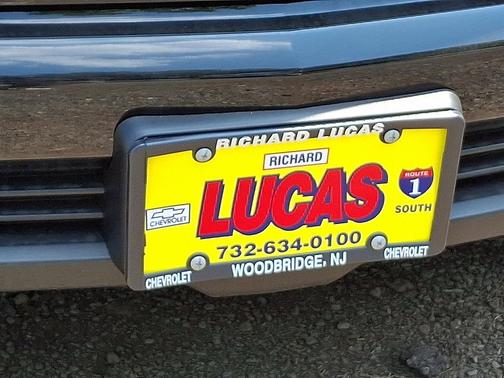 RICHARD LUCAS
RICHARD
LUCAS
ROUTE
1
SOUTH
CHEVROLET
732-634-0100
CHEVROLET
WOODBRIDGE, NJ
CHEVROLET